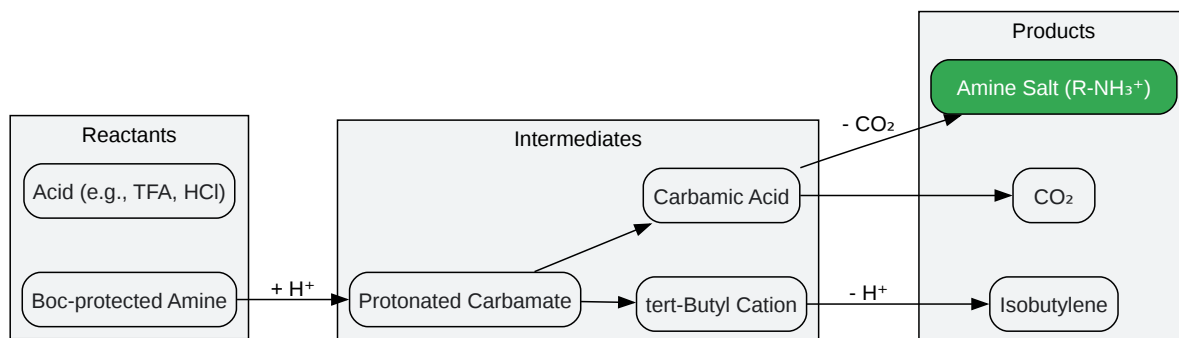 Reactants
Acid (e.g., TFA, HCl)
Boc-protected Amine
+ H⁺
Intermediates
Protonated Carbamate
Carbamic Acid
tert-Butyl Cation
- CO₂
- H⁺
Products
Amine Salt (R-NH₃⁺)
CO₂
Isobutylene